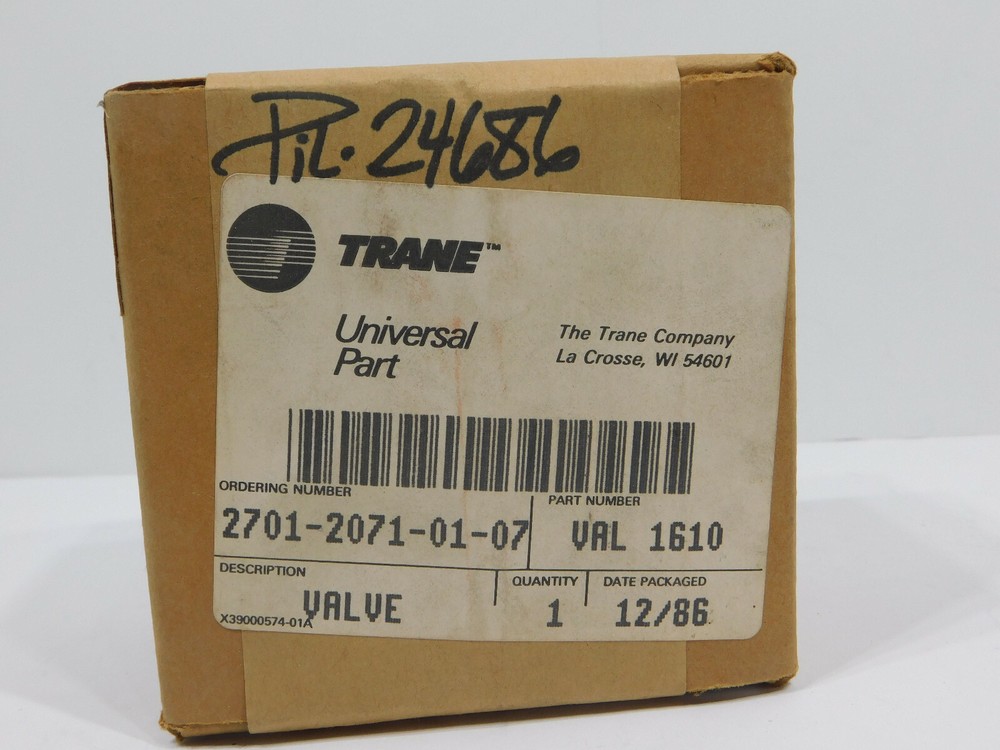 PiL. 24686
TRANE™
Universal
Part
The Trane Company
La Crosse, WI 54601
ORDERING NUMBER
PART NUMBER
2701-2071-01-07
VAL 1610
DESCRIPTION
QUANTITY
DATE PACKAGED
VALVE
1
12/86
X39000574-01A